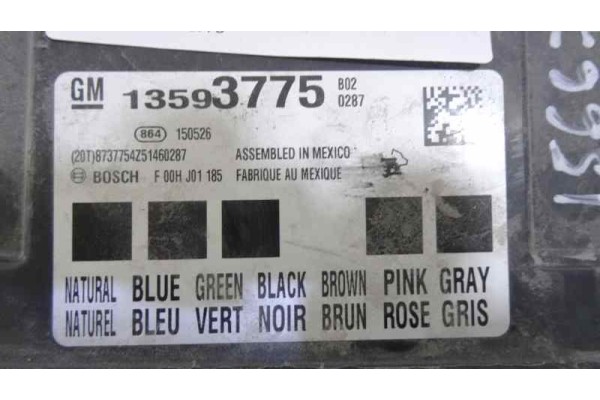 GM 13593775 B02 0287
864 150526
(20T)8737754Z51460287 ASSEMBLED IN MEXICO
BOSCH F 00H J01 185 FABRIQUE AU MEXIQUE
NATURAL BLUE GREEN BLACK BROWN PINK GRAY
NATUREL BLEU VERT NOIR BRUN ROSE GRIS